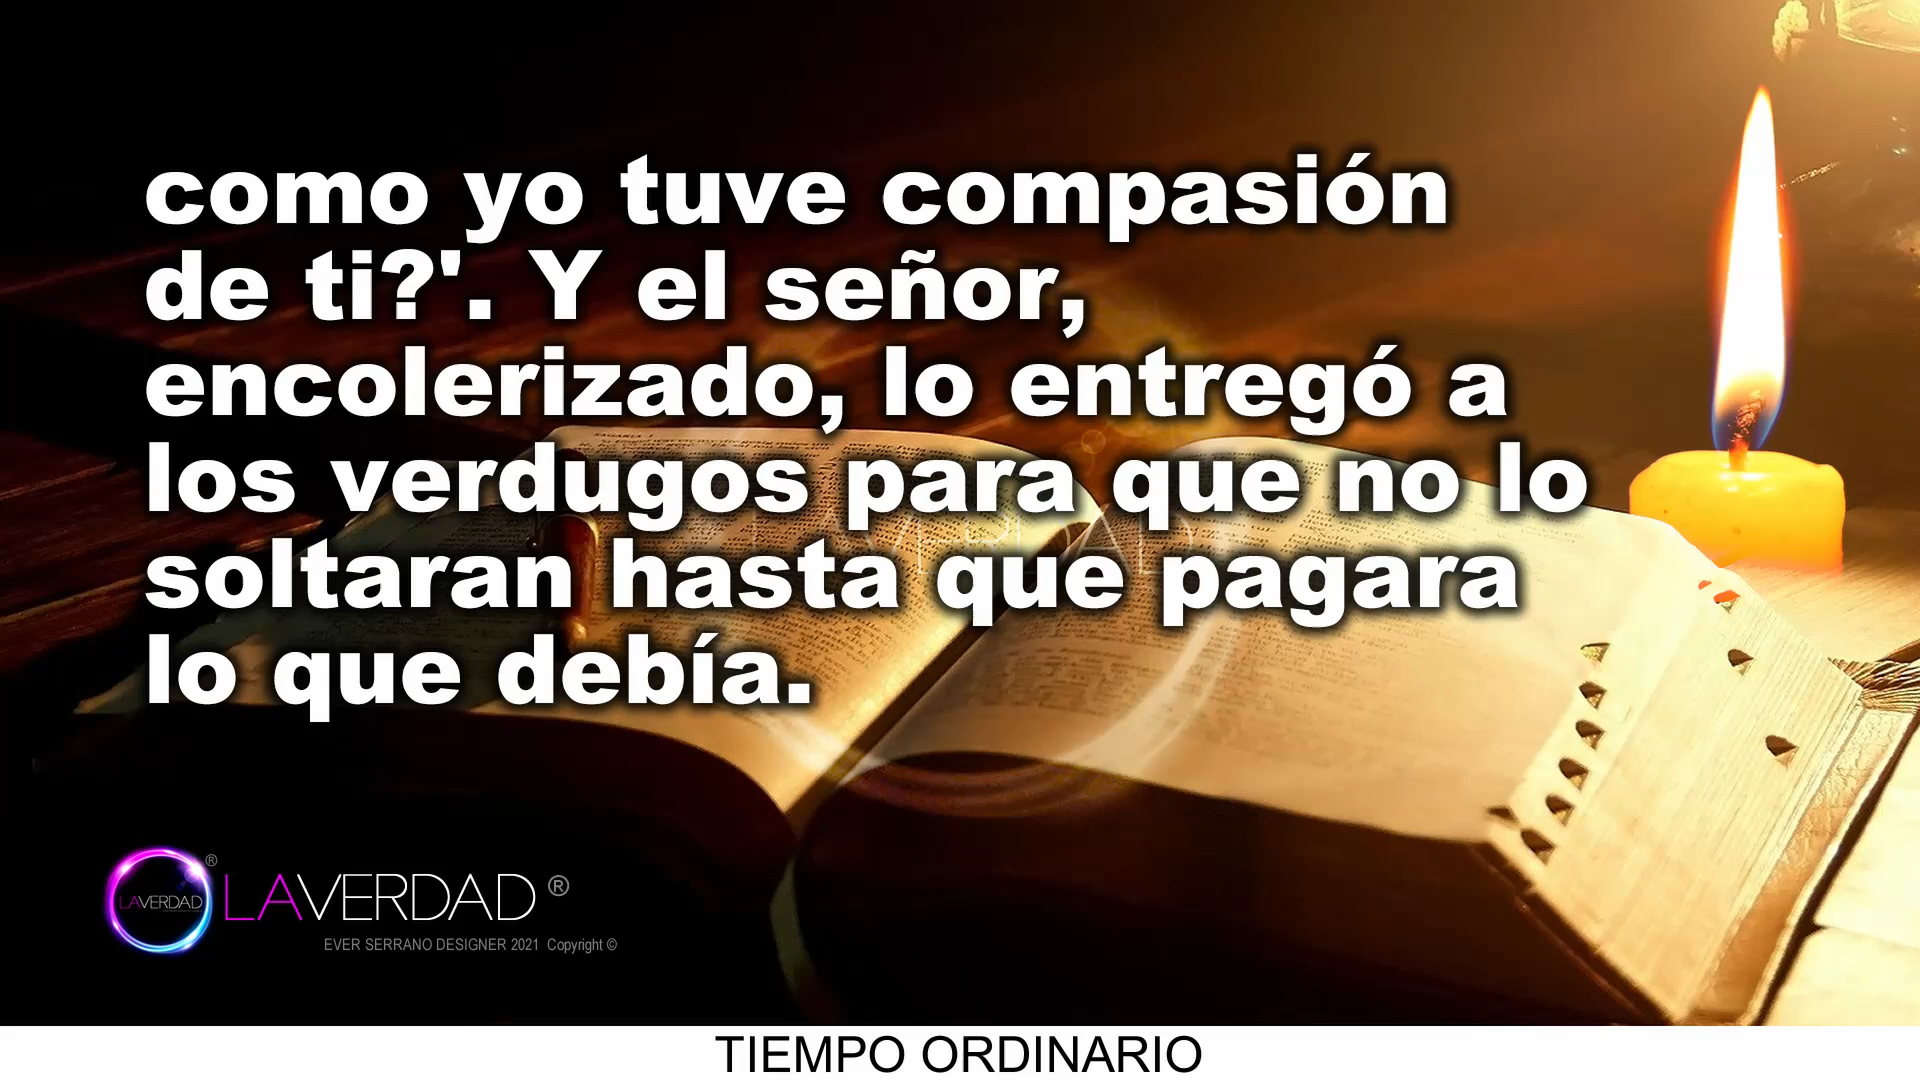 como yo tuve compasión
de ti?'. Y el señor,
encolerizado, lo entregó a
los verdugos para que no lo
soltaran hasta que pagara
lo que debía.
LAVERDAD ®
LAVERDAD ®
EVER SERRANO DESIGNER 2021 Copyright ©
TIEMPO ORDINARIO